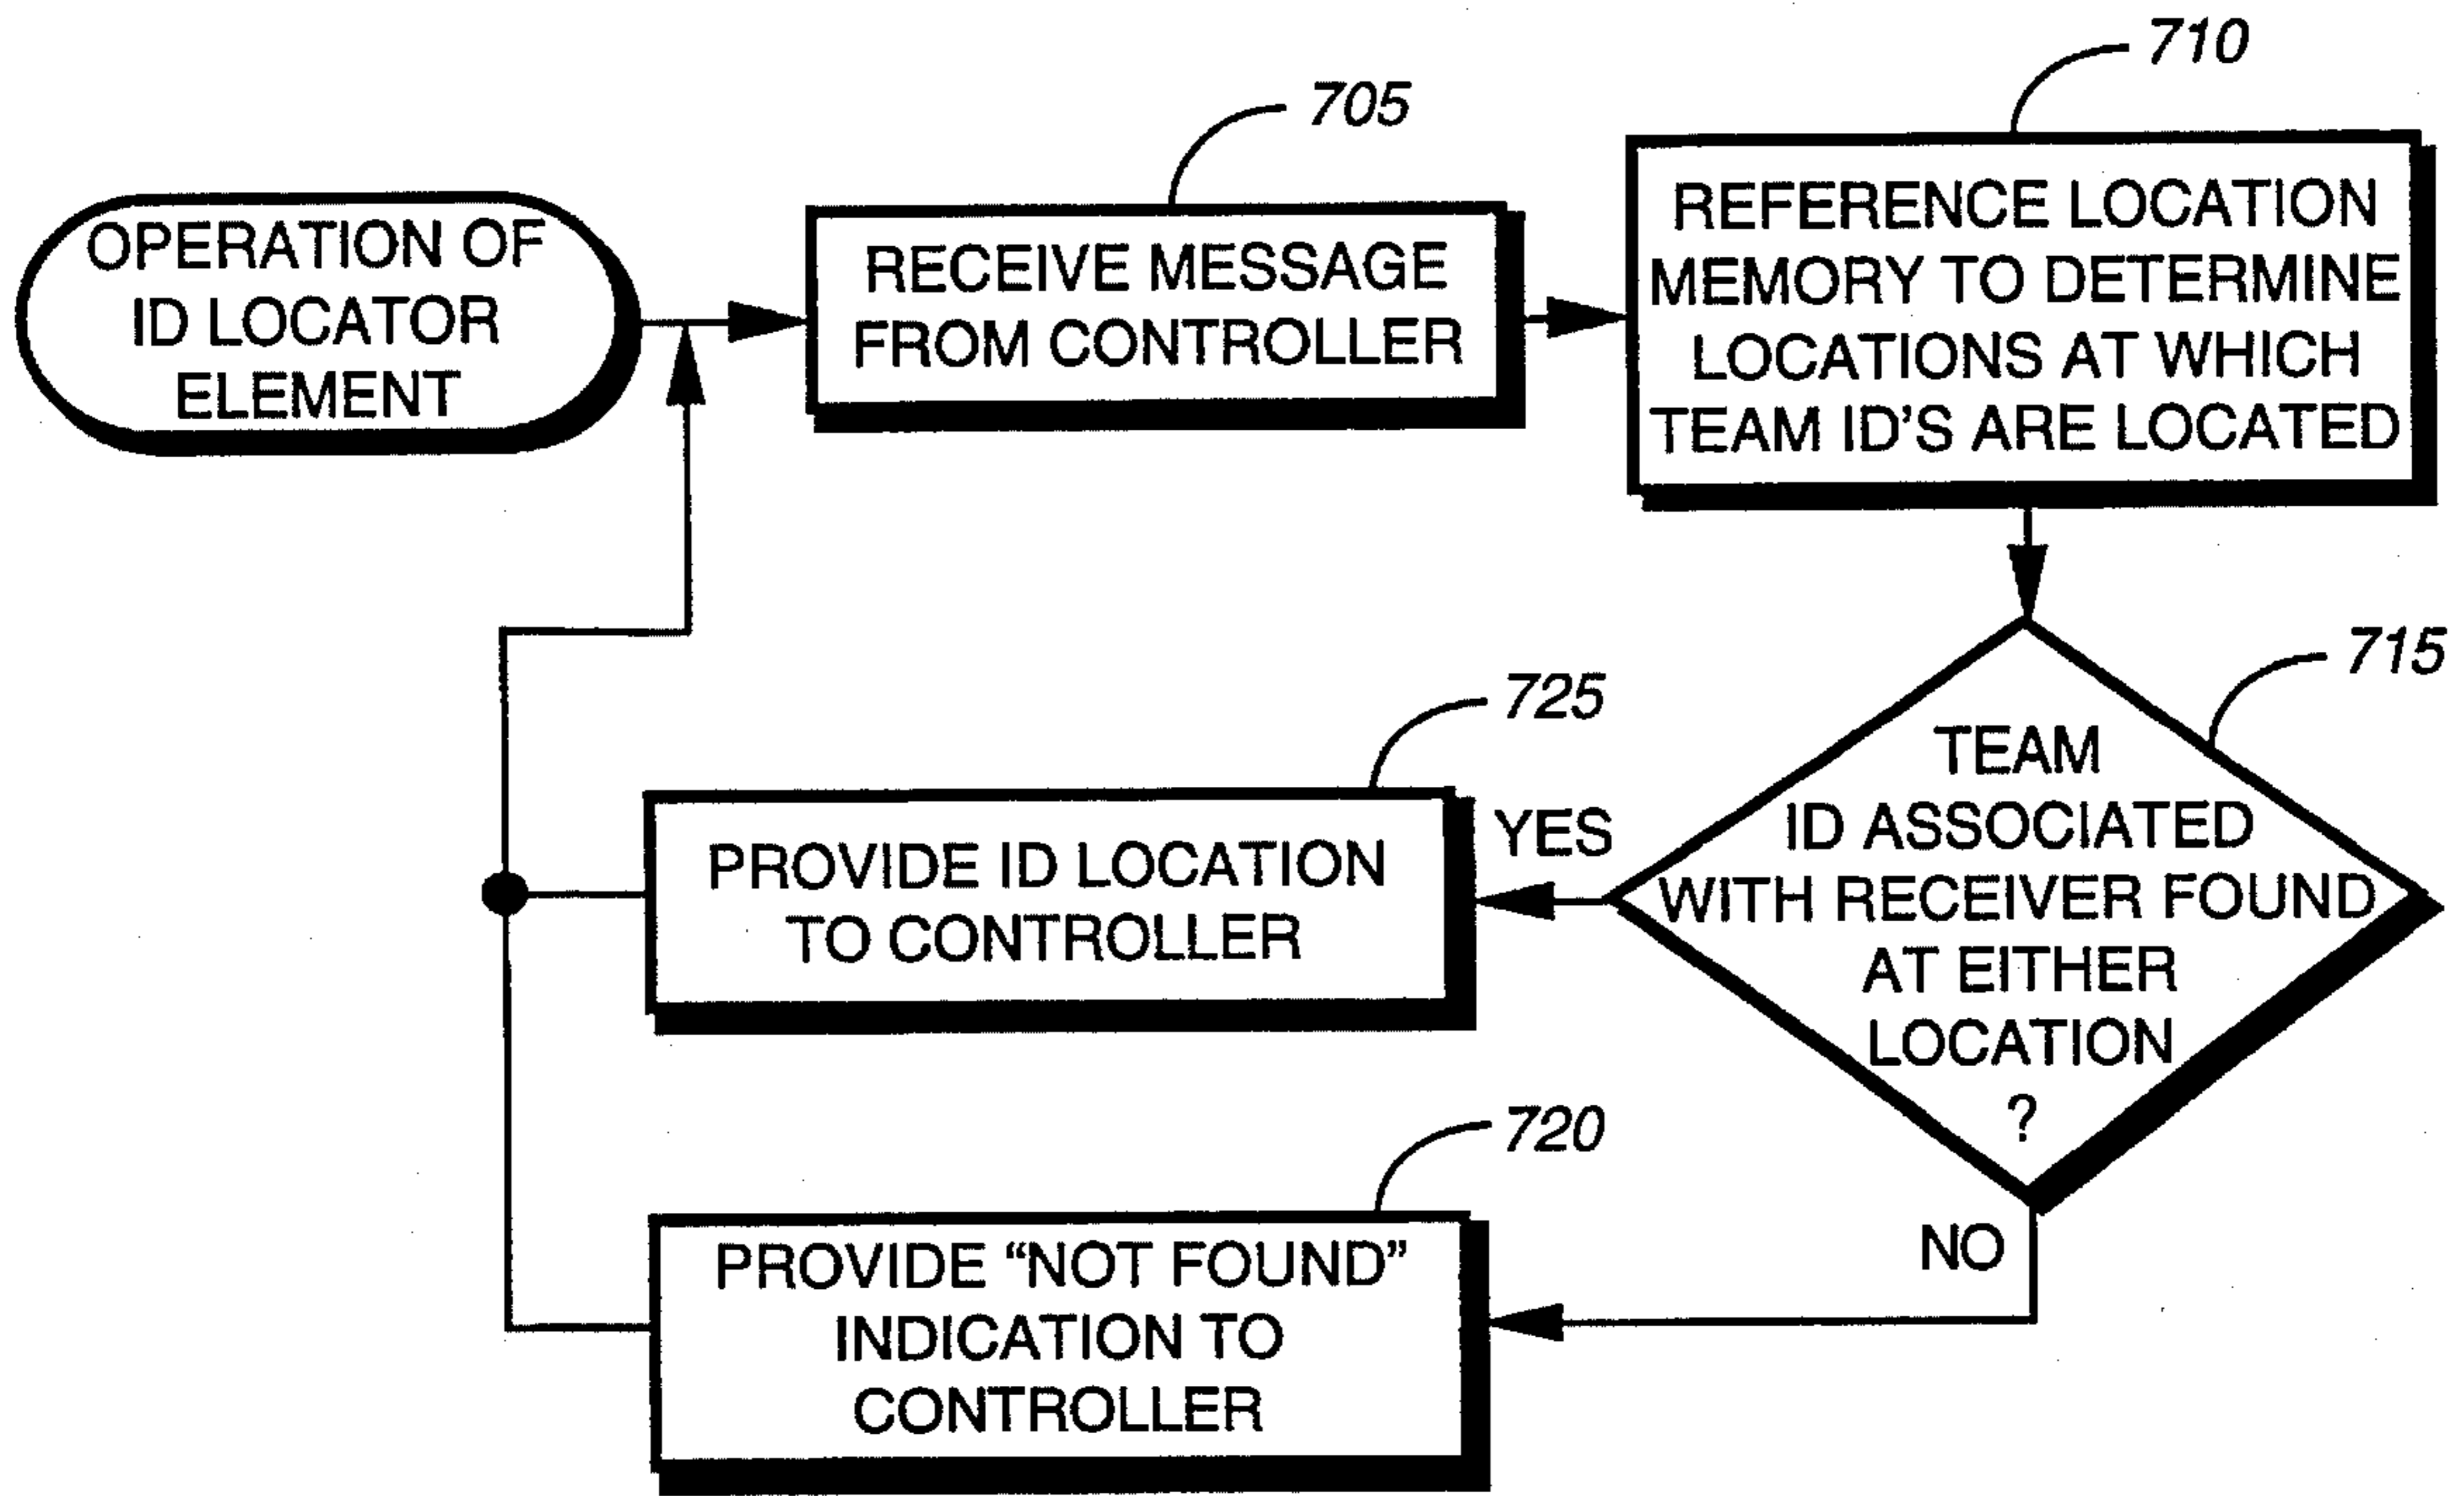 OPERATION OF
ID LOCATOR
ELEMENT
705
RECEIVE MESSAGE
FROM CONTROLLER
710
REFERENCE LOCATION
MEMORY TO DETERMINE
LOCATIONS AT WHICH
TEAM ID'S ARE LOCATED
715
TEAM
ID ASSOCIATED
WITH RECEIVER FOUND
AT EITHER
LOCATION
?
YES
725
PROVIDE ID LOCATION
TO CONTROLLER
NO
720
PROVIDE “NOT FOUND”
INDICATION TO
CONTROLLER